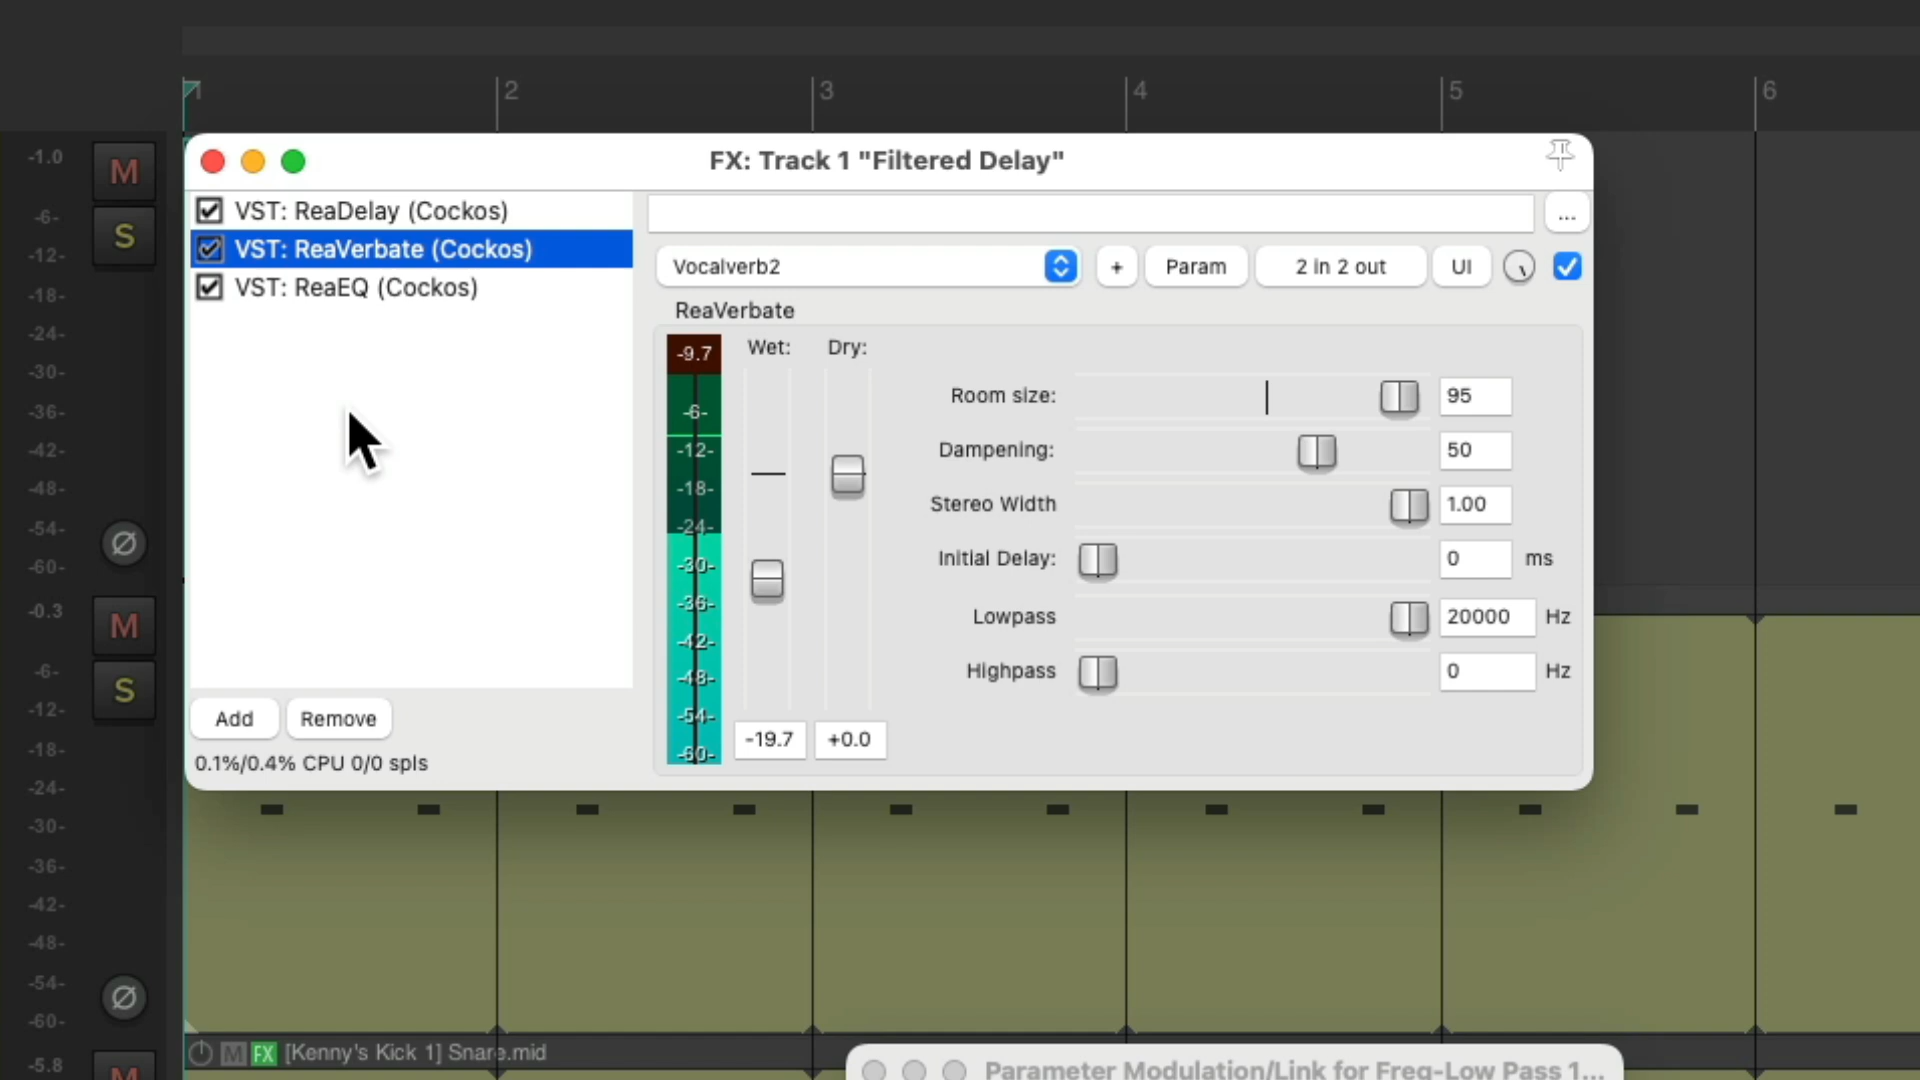 1
2
3
4
5
6
FX: Track 1 "Filtered Delay"
VST: ReaDelay (Cockos)
VST: ReaVerbate (Cockos)
VST: ReaEQ (Cockos)
...
Vocalverb2
+
Param
2 in 2 out
UI
ReaVerbate
Wet:
Dry:
-9.7
-6-
-12-
-18-
-24-
-30-
-36-
-42-
-48-
-54-
-60-
-19.7
+0.0
Room size:
95
Dampening:
50
Stereo Width
1.00
Initial Delay:
0
ms
Lowpass
20000
Hz
Highpass
0
Hz
Add
Remove
0.1%/0.4% CPU 0/0 spls
-1.0
M
S
-6-
-12-
-18-
-24-
-30-
-36-
-42-
-48-
-54-
-60-
-0.3
M
S
-6-
-12-
-18-
-24-
-30-
-36-
-42-
-48-
-54-
-60-
-5.8
M
M
FX
[Kenny's Kick 1] Snare.mid
Parameter Modulation/Link for Freq-Low Pass 1...